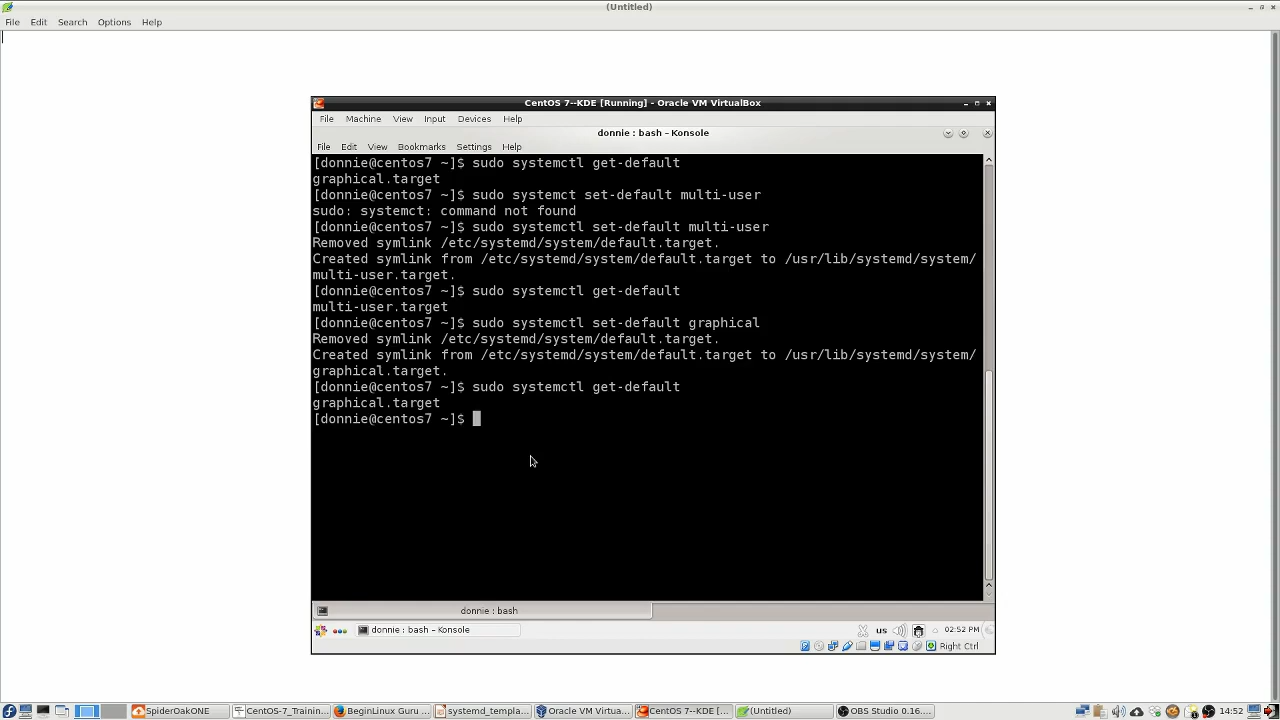 (Untitled)
File Edit Search Options Help
CentOS 7--KDE [Running] - Oracle VM VirtualBox
File Machine View Input Devices Help
donnie : bash – Konsole
File Edit View Bookmarks Settings Help
[donnie@centos7 ~]$ sudo systemctl get-default
graphical.target
[donnie@centos7 ~]$ sudo systemct set-default multi-user
sudo: systemct: command not found
[donnie@centos7 ~]$ sudo systemctl set-default multi-user
Removed symlink /etc/systemd/system/default.target.
Created symlink from /etc/systemd/system/default.target to /usr/lib/systemd/system/
multi-user.target.
[donnie@centos7 ~]$ sudo systemctl get-default
multi-user.target
[donnie@centos7 ~]$ sudo systemctl set-default graphical
Removed symlink /etc/systemd/system/default.target.
Created symlink from /etc/systemd/system/default.target to /usr/lib/systemd/system/
graphical.target.
[donnie@centos7 ~]$ sudo systemctl get-default
graphical.target
[donnie@centos7 ~]$
donnie : bash
donnie : bash – Konsole us 02:52 PM
Right Ctrl
SpiderOakONE CentOS-7_Trainin... BeginLinux Guru ... systemd_templa... Oracle VM Virtua... CentOS 7--KDE [... (Untitled) OBS Studio 0.16.... 14:52